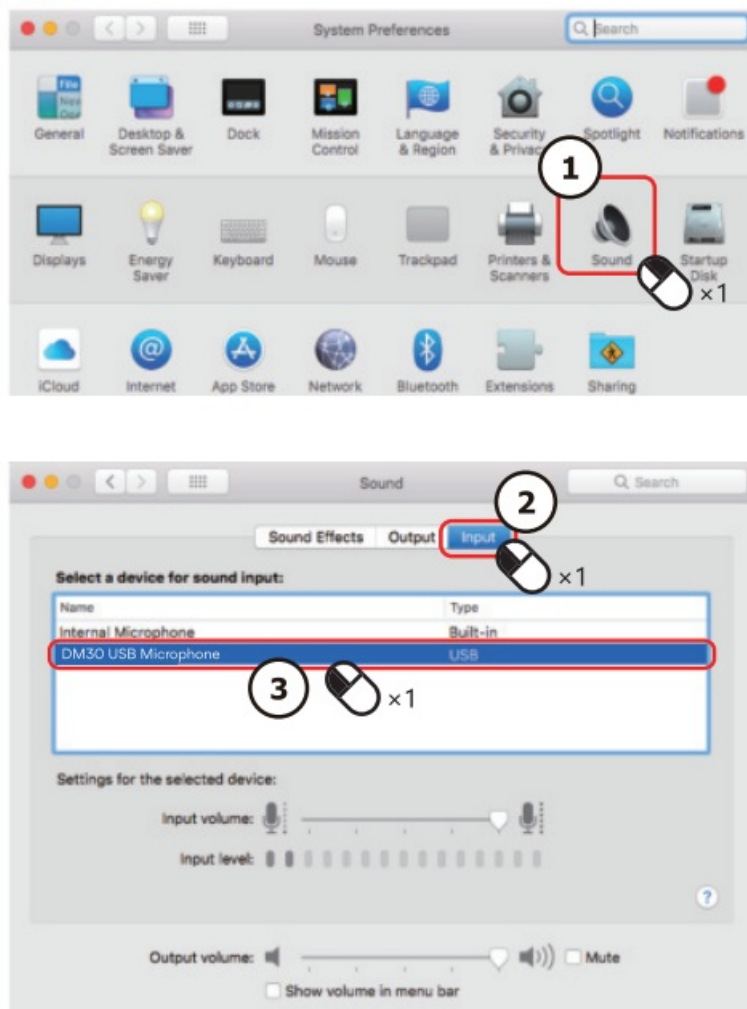 System Preferences
Search
File
New
General
Desktop &
Screen Saver
Dock
Mission
Control
Language
& Region
Security
& Privacy
Spotlight
Notifications
1
Displays
Energy
Saver
Keyboard
Mouse
Trackpad
Printers &
Scanners
Sound
Startup
Disk
×1
iCloud
Internet
App Store
Network
Bluetooth
Extensions
Sharing
Sound
Search
2
Sound Effects Output Input
×1
Select a device for sound input:
Name Type
Internal Microphone Built-in
DM30 USB Microphone USB
3 ×1
Settings for the selected device:
Input volume:
Input level:
?
Output volume: Mute
Show volume in menu bar